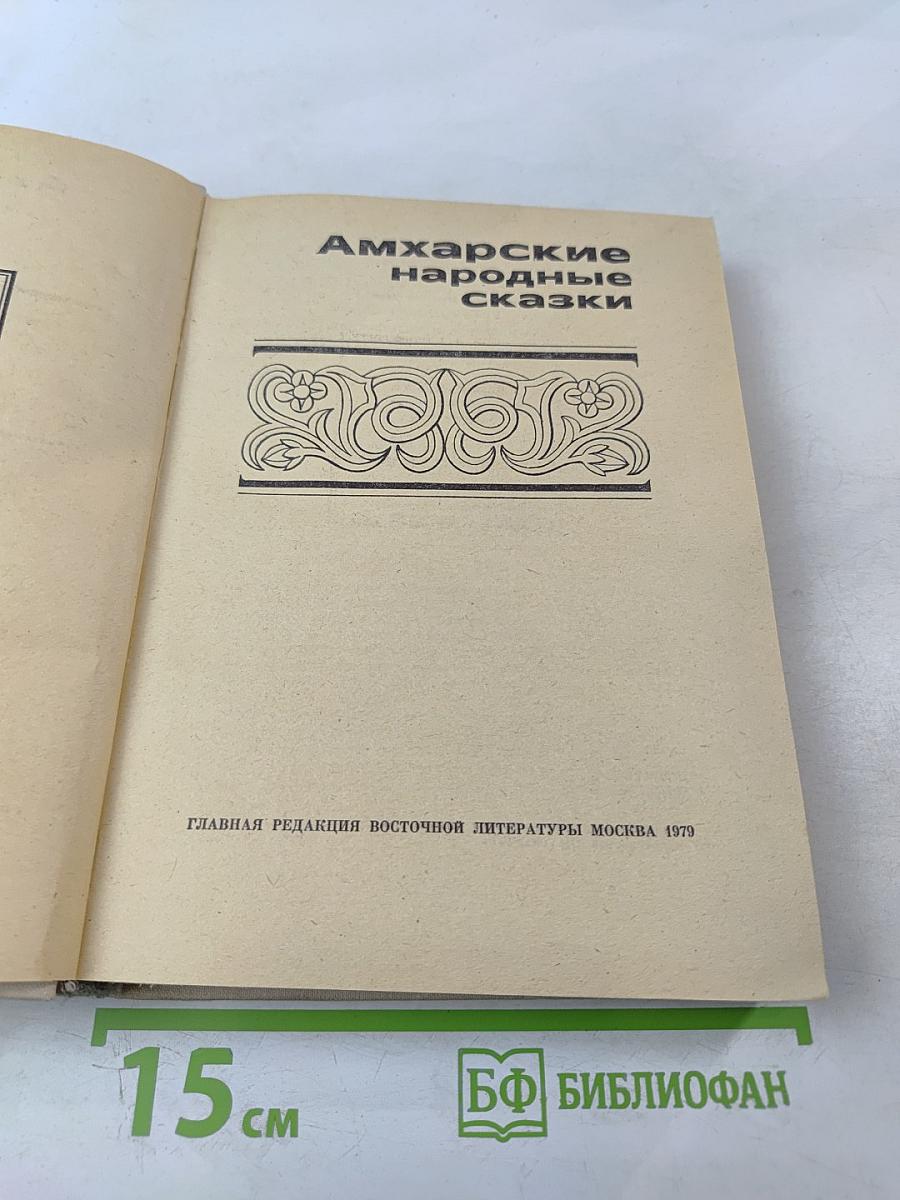 Амхарские
народные
сказки
ГЛАВНАЯ РЕДАКЦИЯ ВОСТОЧНОЙ ЛИТЕРАТУРЫ МОСКВА 1979
15 см
БФ БИБЛИОФАН